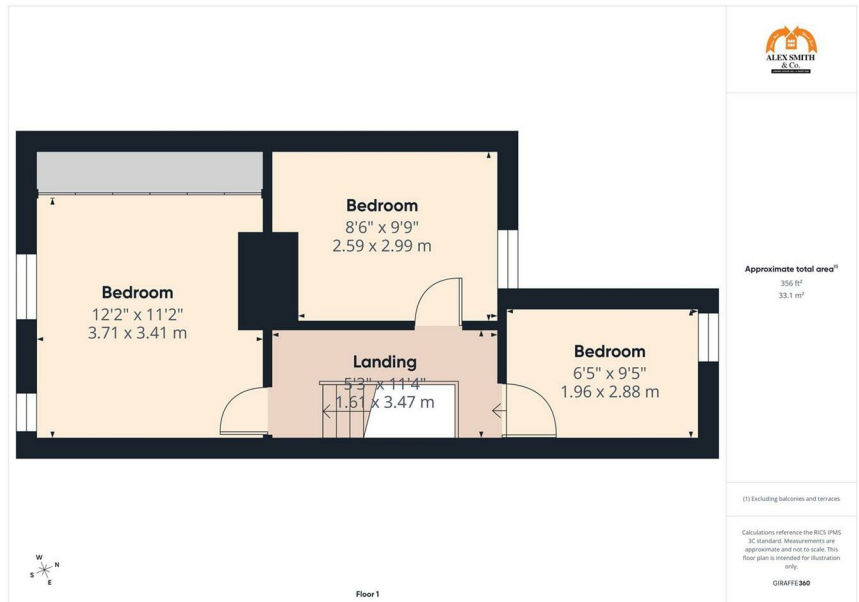 ALEX SMITH
& Co.
Bedroom
8'6" x 9'9"
2.59 x 2.99 m
Bedroom
12'2" x 11'2"
3.71 x 3.41 m
Landing
5'3" x 11'4"
1.61 x 3.47 m
Bedroom
6'5" x 9'5"
1.96 x 2.88 m
Approximate total area⁽¹⁾
356 ft²
33.1 m²
(1) Excluding balconies and terraces
Calculations reference the RICS IPMS
3C standard. Measurements are
approximate and not to scale. This
floor plan is intended for illustration
only.
GIRAFFE360
W
N
S
E
Floor 1